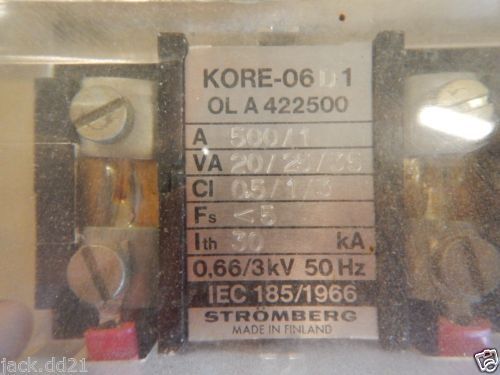 KORE-06 D 1
OL A 422500
A 500/1
VA 20/25/35
Cl 0.5/1/3
Fs <5
Ith 30 kA
0,66/3kV 50 Hz
IEC 185/1966
STRÖMBERG
MADE IN FINLAND
jack.dd21